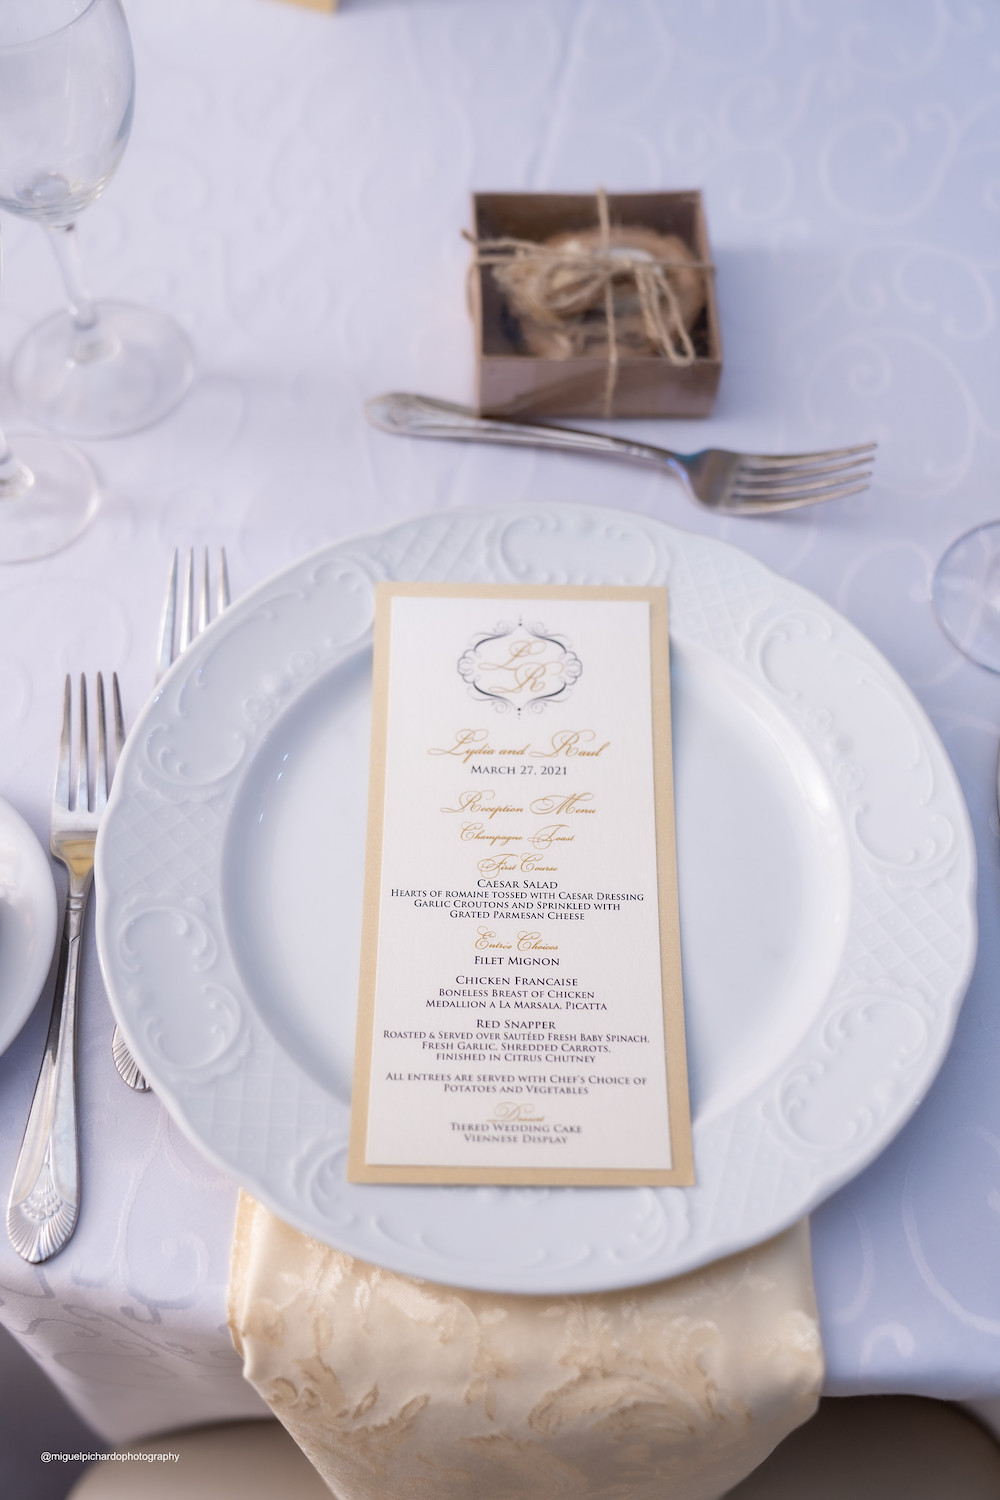 L
R
Lydia and Raul
March 27, 2021
Reception Menu
Champagne Toast
First Course
Caesar Salad
Hearts of romaine tossed with Caesar Dressing
Garlic Croutons and Sprinkled with
Grated Parmesan Cheese
Entrée Choices
Filet Mignon
Chicken Francaise
Boneless Breast of Chicken
Medallion a La Marsala, Picatta
Red Snapper
Roasted & Served over Sautéed Fresh Baby Spinach,
Fresh Garlic, Shredded Carrots,
finished in Citrus Chutney
All entrees are served with Chef's Choice of
Potatoes and Vegetables
Dessert
Tiered Wedding Cake
Viennese Display
@miguelpichardophotography